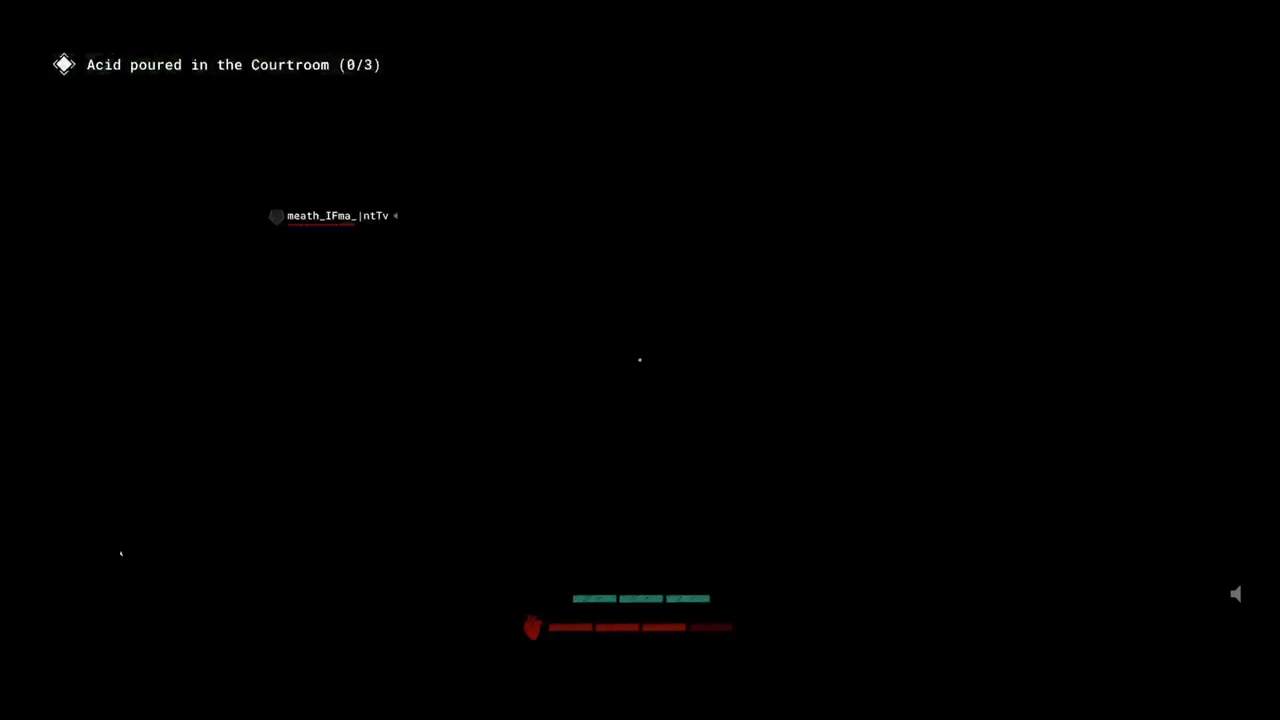 Acid poured in the Courtroom (0/3)
meath_IFma_|ntTv